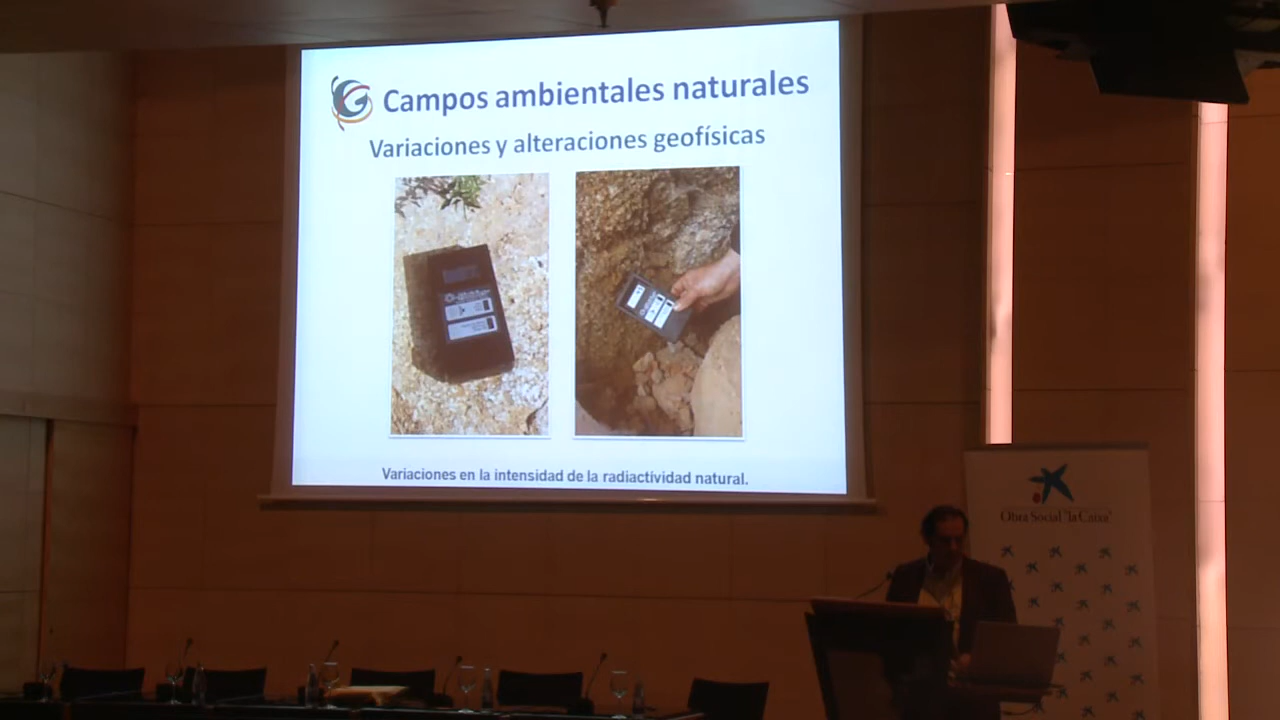 Campos ambientales naturales
Variaciones y alteraciones geofísicas
Variaciones en la intensidad de la radiactividad natural.
Obra Social "la Caixa"